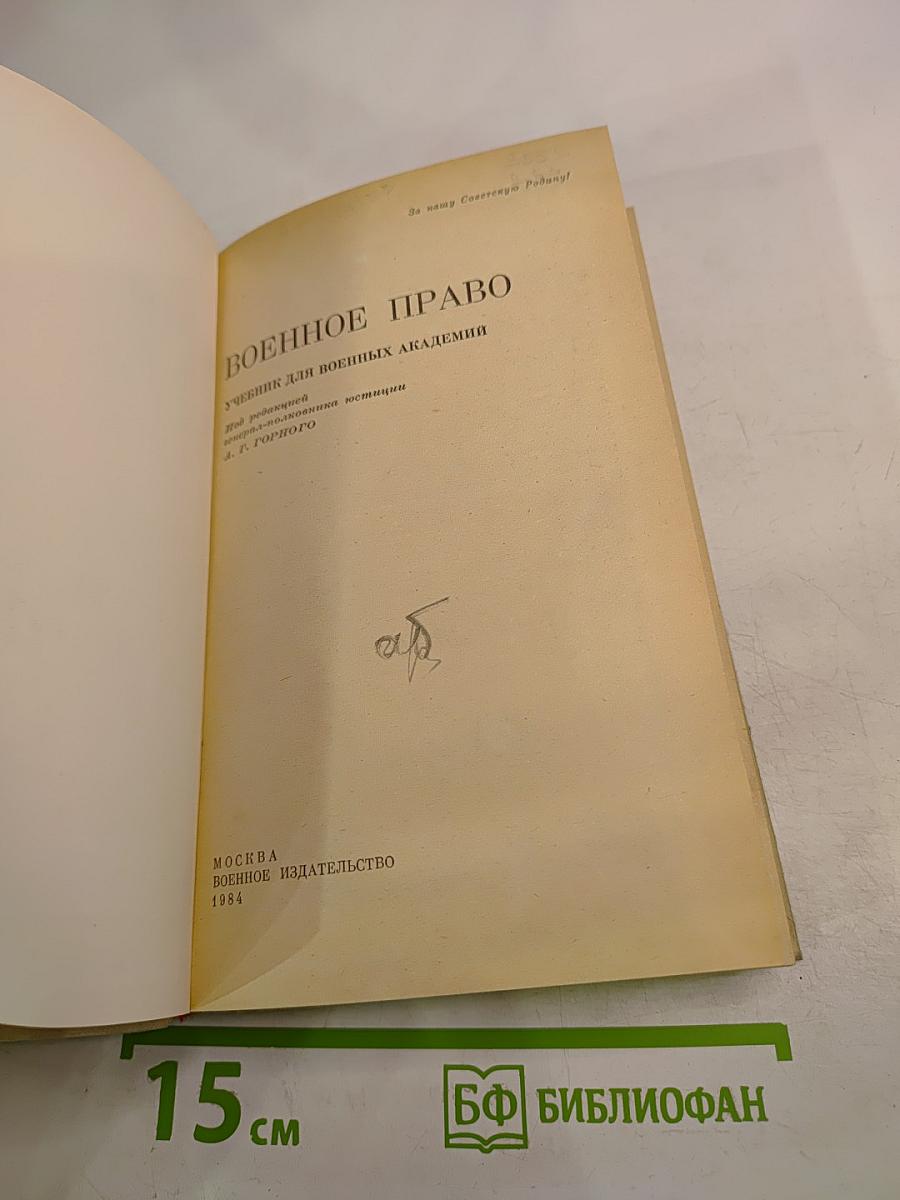 За нашу Советскую Родину!
ВОЕННОЕ ПРАВО
УЧЕБНИК ДЛЯ ВОЕННЫХ АКАДЕМИЙ
Под редакцией
генерал-полковника юстиции
А. Г. ГОРНОГО
МОСКВА
ВОЕННОЕ ИЗДАТЕЛЬСТВО
1984
15 см
БФ БИБЛИОФАН